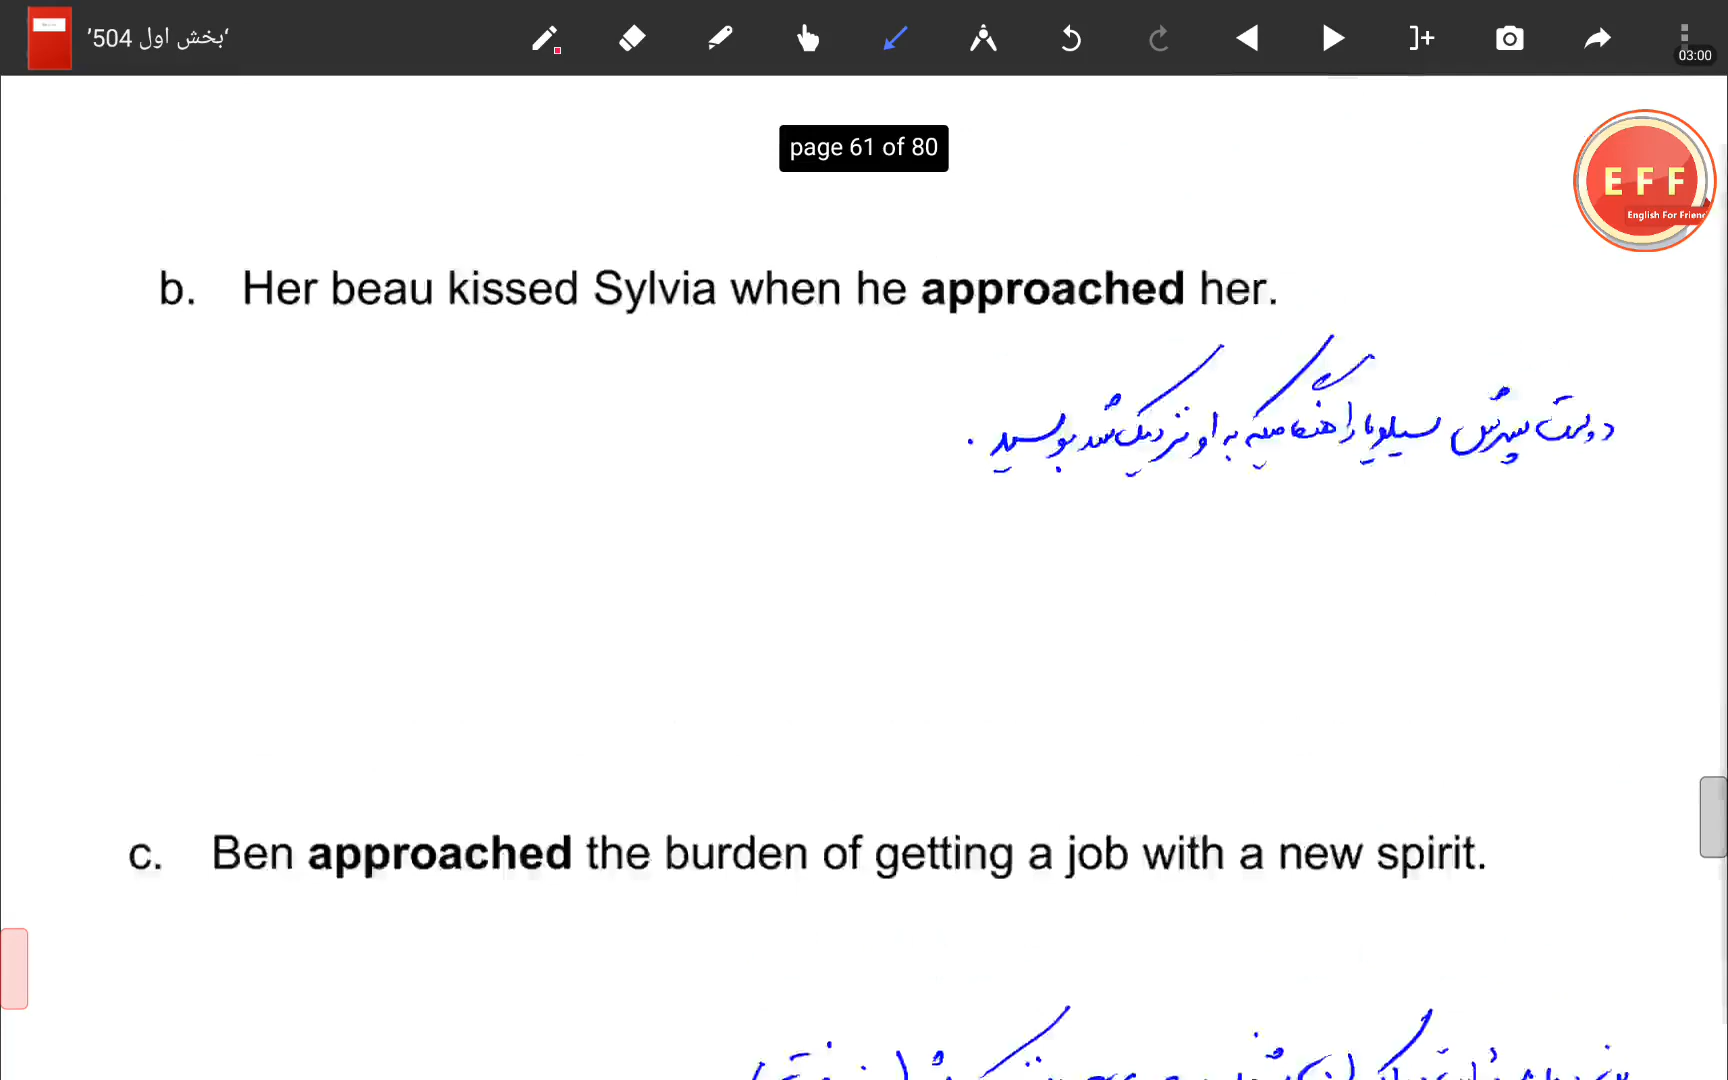 '504 بخش اول'
03:00
page 61 of 80
E F F
English For Friend
b. Her beau kissed Sylvia when he approached her.
دوست پسرش سیلویا را هنگامیکه به او نزدیک شد بوسید.
c. Ben approached the burden of getting a job with a new spirit.